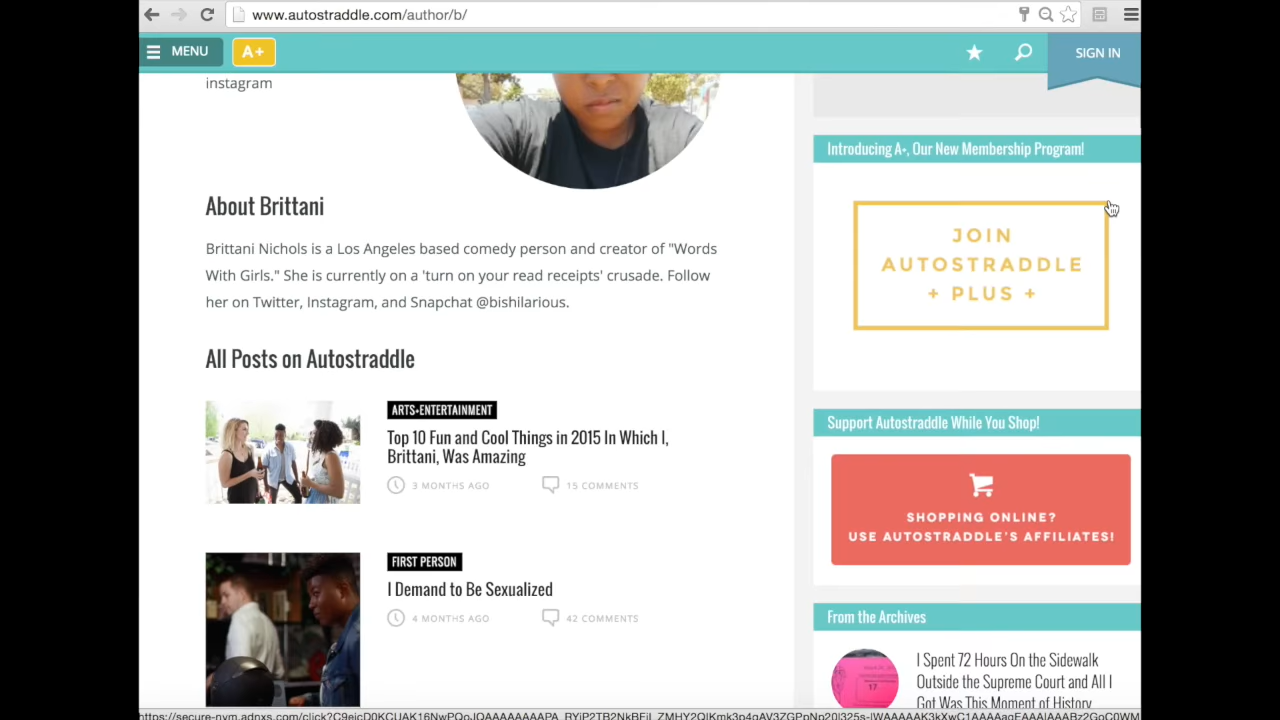 www.autostraddle.com/author/b/
MENU
A+
SIGN IN
instagram
About Brittani
Brittani Nichols is a Los Angeles based comedy person and creator of "Words
With Girls." She is currently on a 'turn on your read receipts' crusade. Follow
her on Twitter, Instagram, and Snapchat @bishilarious.
All Posts on Autostraddle
ARTS+ENTERTAINMENT
Top 10 Fun and Cool Things in 2015 In Which I,
Brittani, Was Amazing
3 MONTHS AGO
15 COMMENTS
FIRST PERSON
I Demand to Be Sexualized
4 MONTHS AGO
42 COMMENTS
Introducing A+, Our New Membership Program!
JOIN
AUTOSTRADDLE
+ PLUS +
Support Autostraddle While You Shop!
SHOPPING ONLINE?
USE AUTOSTRADDLE'S AFFILIATES!
From the Archives
17
I Spent 72 Hours On the Sidewalk
Outside the Supreme Court and All I
Got Was This Moment of History